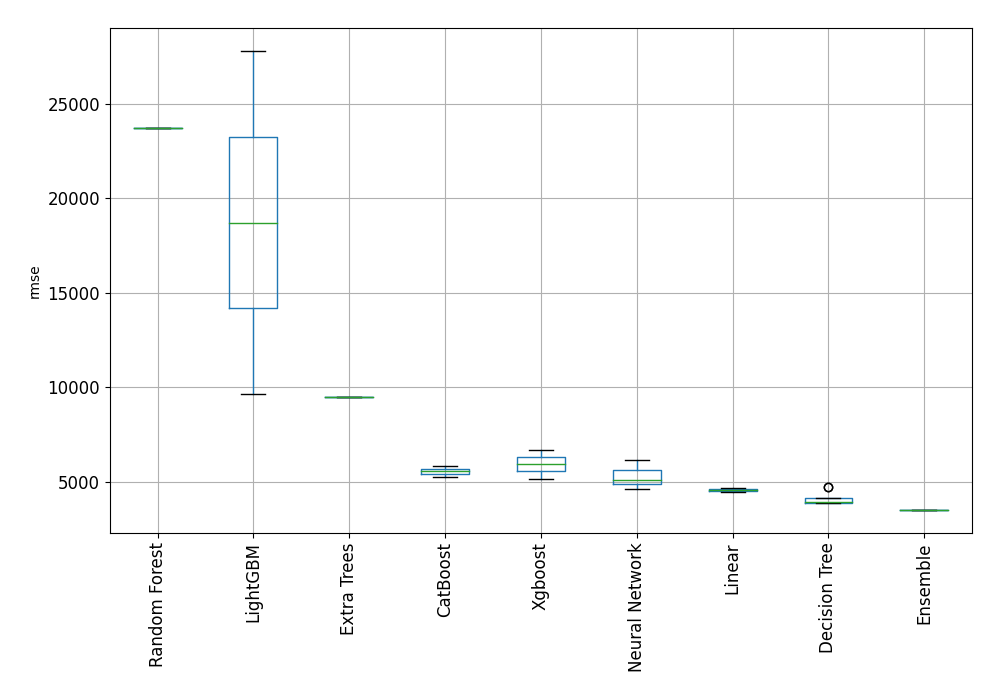 25000
20000
15000
10000
5000
rmse
Random Forest
LightGBM
Extra Trees
CatBoost
Xgboost
Neural Network
Linear
Decision Tree
Ensemble